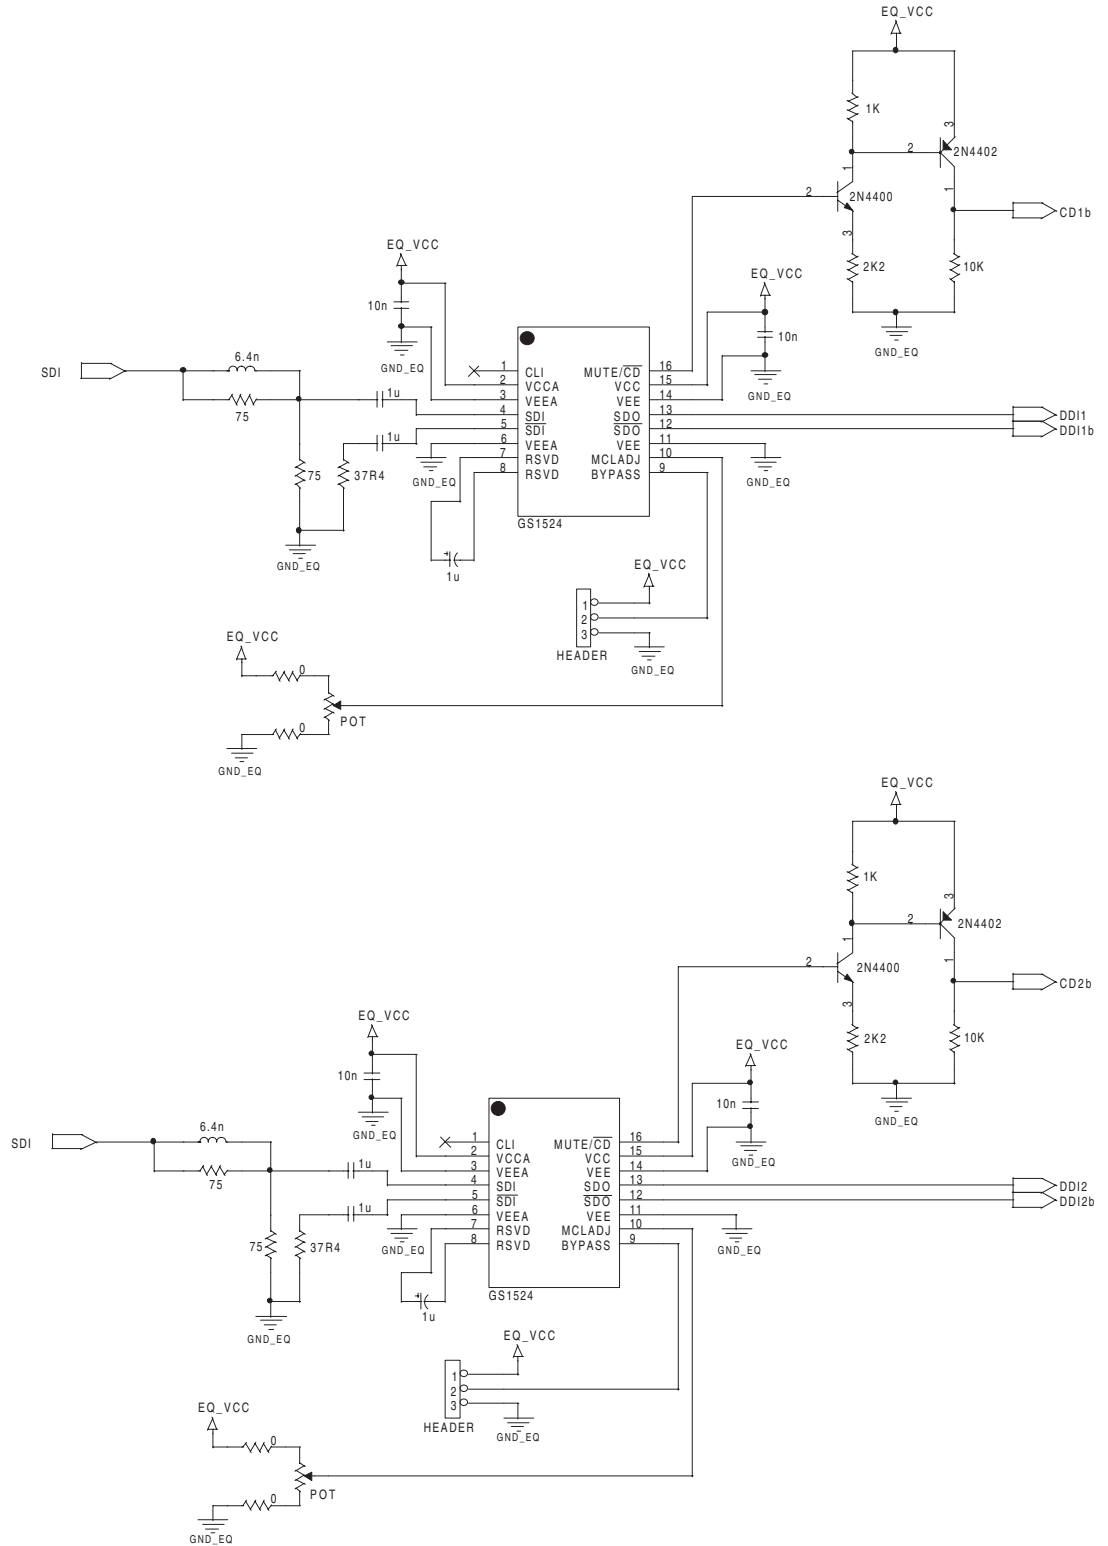 EQ_VCC
1K
3
2
2N4402
1
2
2N4400
1
CD1b
3
EQ_VCC
2K2
10K
EQ_VCC
10n
GND_EQ
10n
GND_EQ
6.4n
SDI
1
CLI
MUTE/CD
16
GND_EQ
2
VCCA
VCC
15
75
1u
3
VEEA
VEE
14
4
SDI
SDO
13
DDI1
1u
5
SDI
SDO
12
DDI1b
6
VEEA
VEE
11
7
RSVD
MCLADJ
10
75
37R4
GND_EQ
8
RSVD
BYPASS
9
GND_EQ
GS1524
GND_EQ
+
1u
EQ_VCC
1
2
3
HEADER
GND_EQ
EQ_VCC
0
POT
0
GND_EQ
EQ_VCC
1K
3
2
2N4402
1
2
2N4400
1
CD2b
3
EQ_VCC
2K2
10K
EQ_VCC
10n
10n
GND_EQ
GND_EQ
6.4n
SDI
1
CLI
MUTE/CD
16
GND_EQ
2
VCCA
VCC
15
75
1u
3
VEEA
VEE
14
4
SDI
SDO
13
DDI2
1u
5
SDI
SDO
12
DDI2b
6
VEEA
VEE
11
7
RSVD
MCLADJ
10
75
37R4
GND_EQ
8
RSVD
BYPASS
9
GND_EQ
GS1524
+
1u
GND_EQ
EQ_VCC
1
2
3
HEADER
GND_EQ
EQ_VCC
0
POT
0
GND_EQ